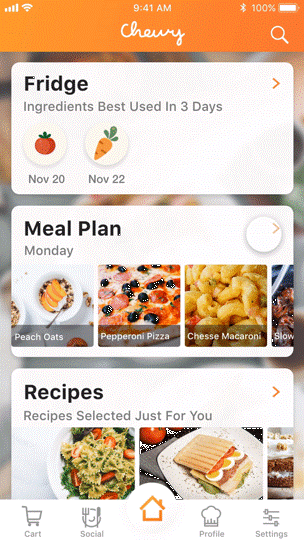 9:41 AM
100%
Chewy
Fridge
Ingredients Best Used In 3 Days
Nov 20
Nov 22
Meal Plan
Monday
Peach Oats
Pepperoni Pizza
Chesse Macaroni
Slow
Recipes
Recipes Selected Just For You
Cart
Social
Profile
Settings